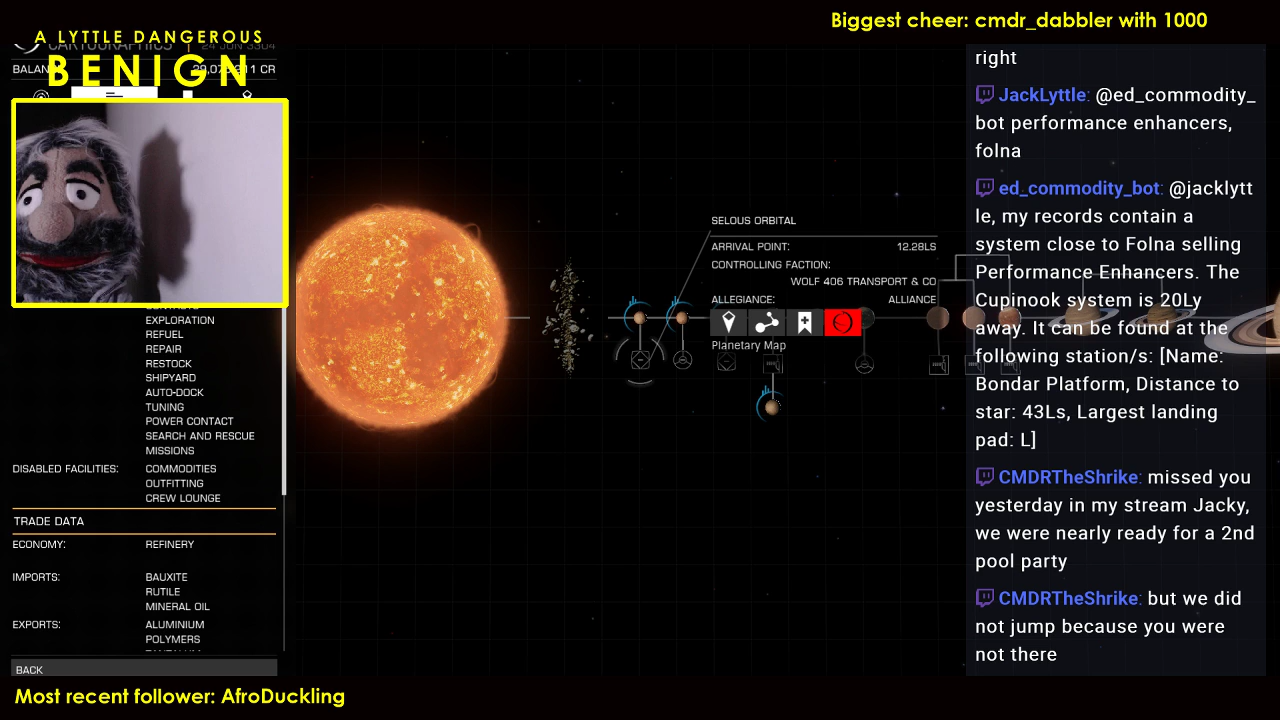 A LYTTLE DANGEROUS
BENIGN
Biggest cheer: cmdr_dabbler with 1000
CARTOGRAPHICS
24 JUN 3304
CR
EXPLORATION
REFUEL
REPAIR
RESTOCK
SHIPYARD
AUTO-DOCK
TUNING
POWER CONTACT
SEARCH AND RESCUE
MISSIONS
DISABLED FACILITIES: COMMODITIES
OUTFITTING
CREW LOUNGE
TRADE DATA
ECONOMY: REFINERY
IMPORTS: BAUXITE
RUTILE
MINERAL OIL
EXPORTS: ALUMINIUM
POLYMERS
BACK
SELOUS ORBITAL
ARRIVAL POINT: 12.28LS
CONTROLLING FACTION:
WOLF 406 TRANSPORT & CO
ALLEGIANCE: ALLIANCE
Planetary Map
right
JackLyttle: @ed_commodity_
bot performance enhancers,
folna
ed_commodity_bot: @jacklytt
le, my records contain a
system close to Folna selling
Performance Enhancers. The
Cupinook system is 20Ly
away. It can be found at the
following station/s: [Name:
Bondar Platform, Distance to
star: 43Ls, Largest landing
pad: L]
CMDRTheShrike: missed you
yesterday in my stream Jacky,
we were nearly ready for a 2nd
pool party
CMDRTheShrike: but we did
not jump because you were
not there
Most recent follower: AfroDuckling